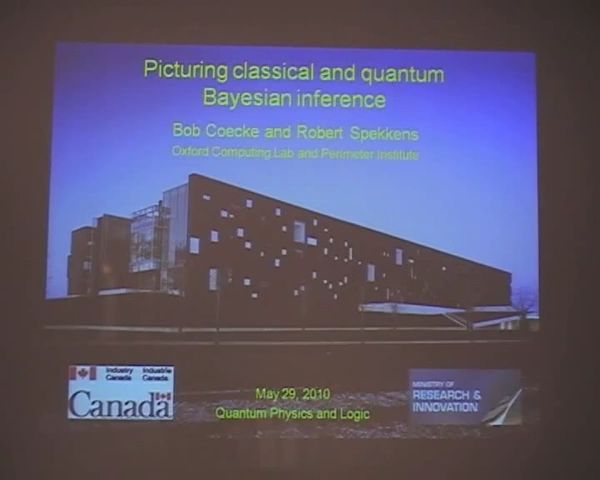 Picturing classical and quantum
Bayesian inference
Bob Coecke and Robert Spekkens
Oxford Computing Lab and Perimeter Institute
Industry Canada
Industrie Canada
Canada
MINISTRY OF
RESEARCH &
INNOVATION
May 29, 2010
Quantum Physics and Logic